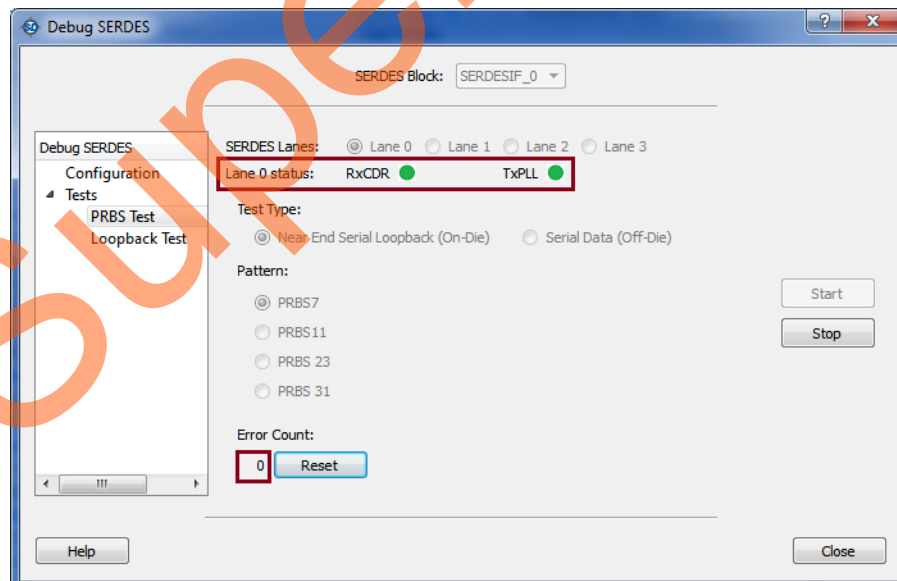 Debug SERDES
SERDES Block: SERDESIF_0
Debug SERDES
Configuration
Tests
PRBS Test
Loopback Test
SERDES Lanes: Lane 0 Lane 1 Lane 2 Lane 3
Lane 0 status: RxCDR TxPLL
Test Type:
Near End Serial Loopback (On-Die) Serial Data (Off-Die)
Pattern:
PRBS7
PRBS11
PRBS 23
PRBS 31
Start
Stop
Error Count:
0 Reset
Help
Close
Supe